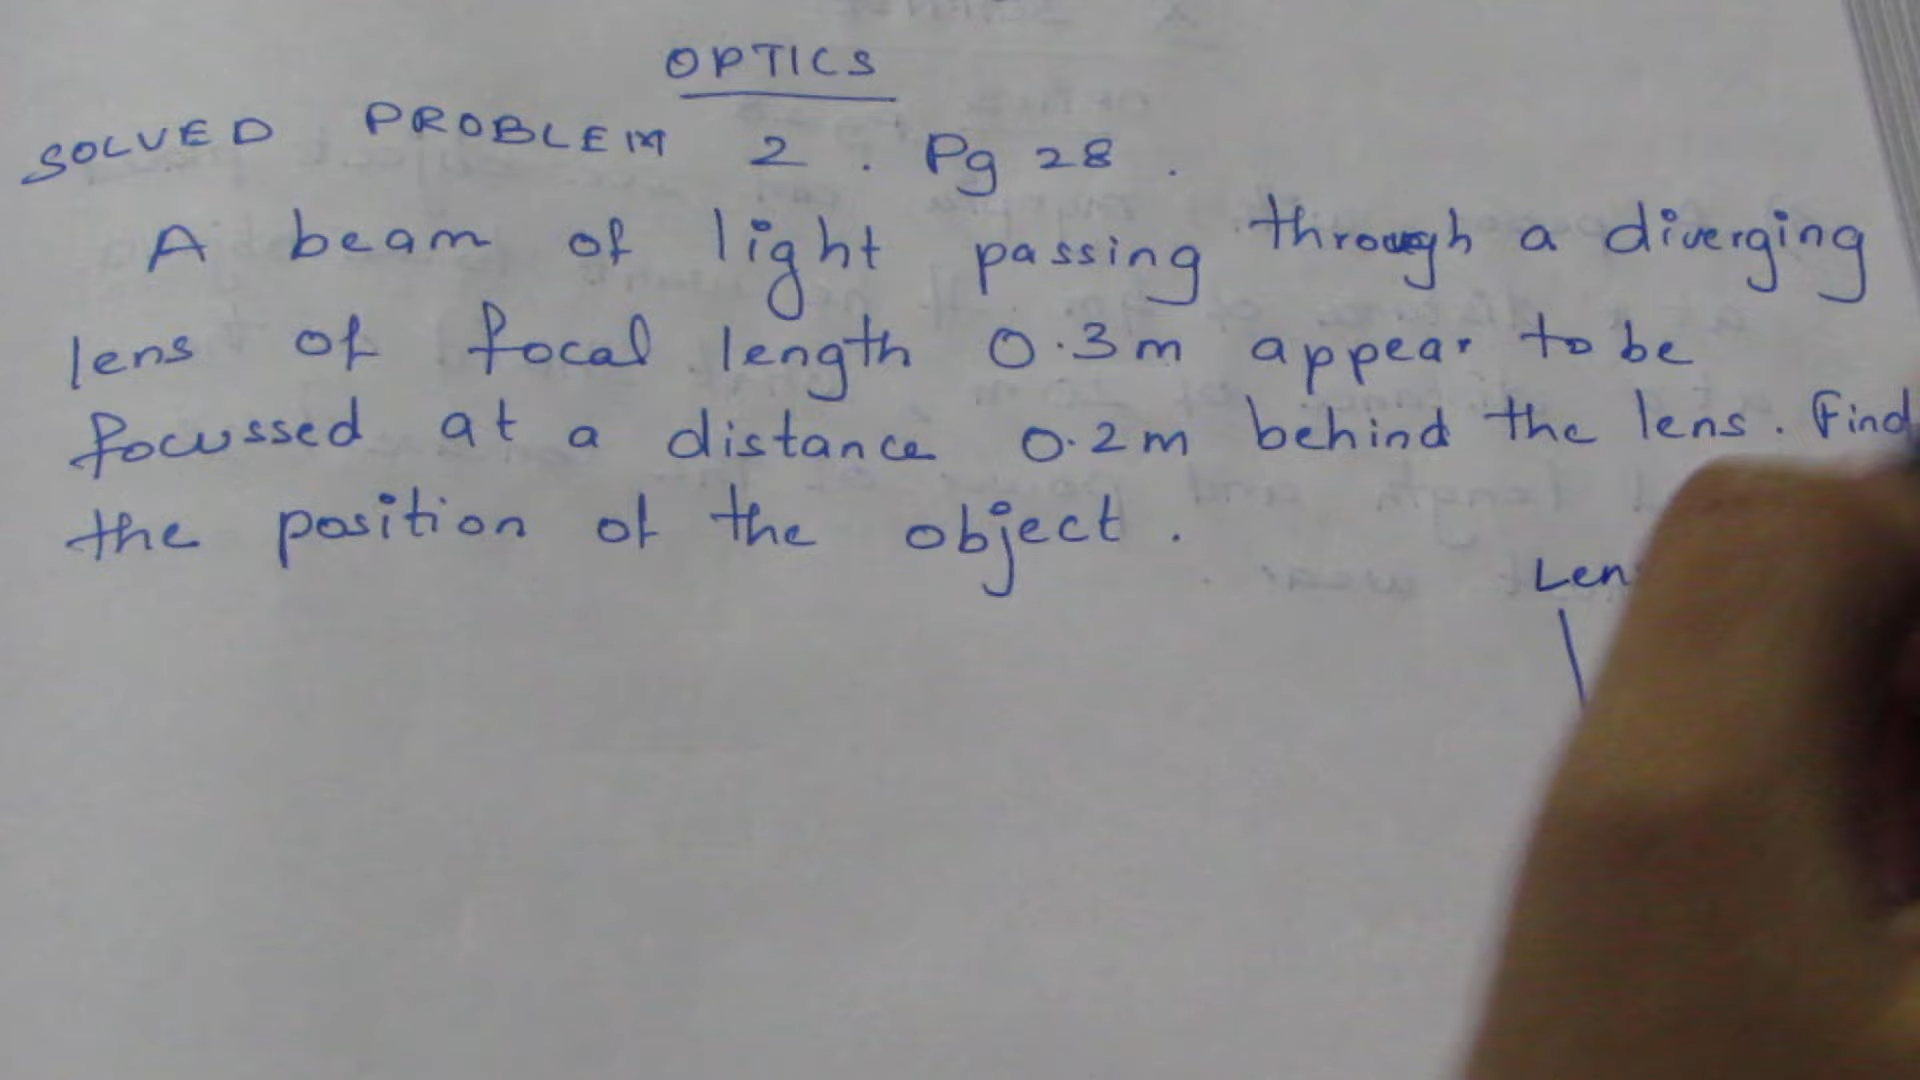 OPTICS
SOLVED PROBLEM 2. Pg 28.
A beam of light passing through a diverging
lens of focal length 0.3m appear to be
focussed at a distance 0.2m behind the lens. Find
the position of the object.
Len